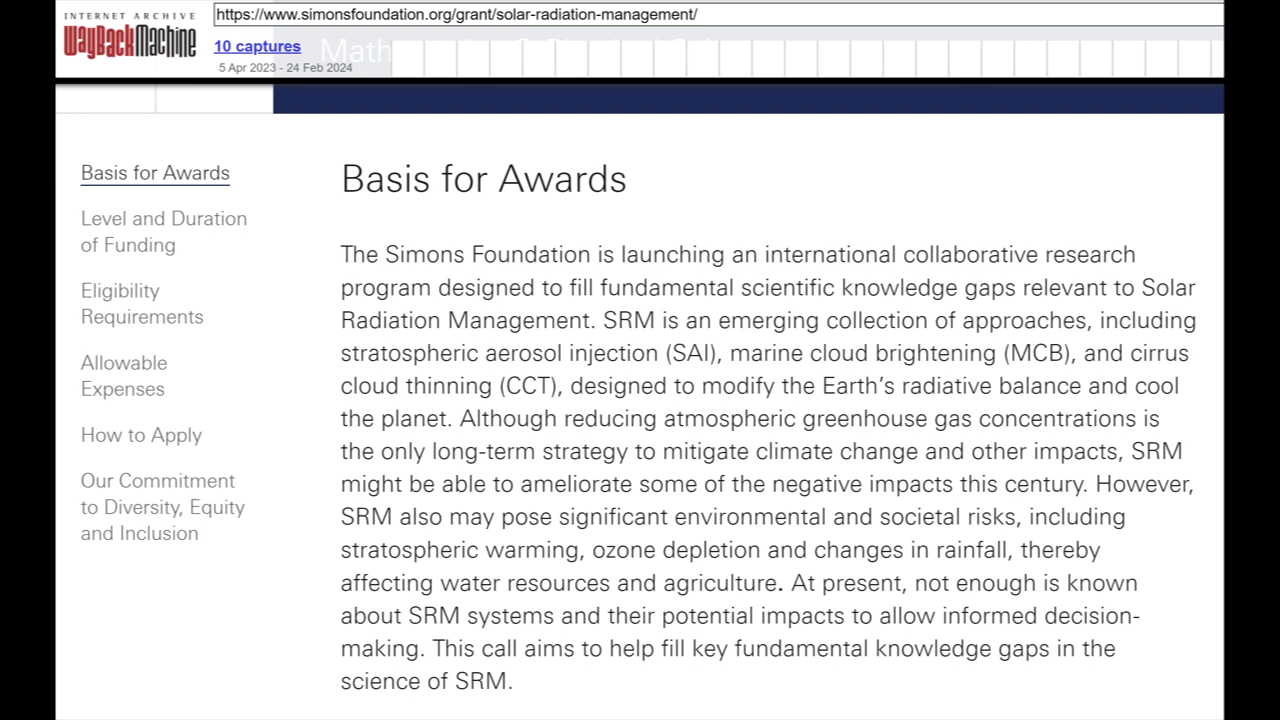 INTERNET ARCHIVE
WayBackMachine
https://www.simonsfoundation.org/grant/solar-radiation-management/
10 captures
5 Apr 2023 - 24 Feb 2024
Basis for Awards
Level and Duration
of Funding
Eligibility
Requirements
Allowable
Expenses
How to Apply
Our Commitment
to Diversity, Equity
and Inclusion
Basis for Awards
The Simons Foundation is launching an international collaborative research
program designed to fill fundamental scientific knowledge gaps relevant to Solar
Radiation Management. SRM is an emerging collection of approaches, including
stratospheric aerosol injection (SAI), marine cloud brightening (MCB), and cirrus
cloud thinning (CCT), designed to modify the Earth's radiative balance and cool
the planet. Although reducing atmospheric greenhouse gas concentrations is
the only long-term strategy to mitigate climate change and other impacts, SRM
might be able to ameliorate some of the negative impacts this century. However,
SRM also may pose significant environmental and societal risks, including
stratospheric warming, ozone depletion and changes in rainfall, thereby
affecting water resources and agriculture. At present, not enough is known
about SRM systems and their potential impacts to allow informed decision-
making. This call aims to help fill key fundamental knowledge gaps in the
science of SRM.